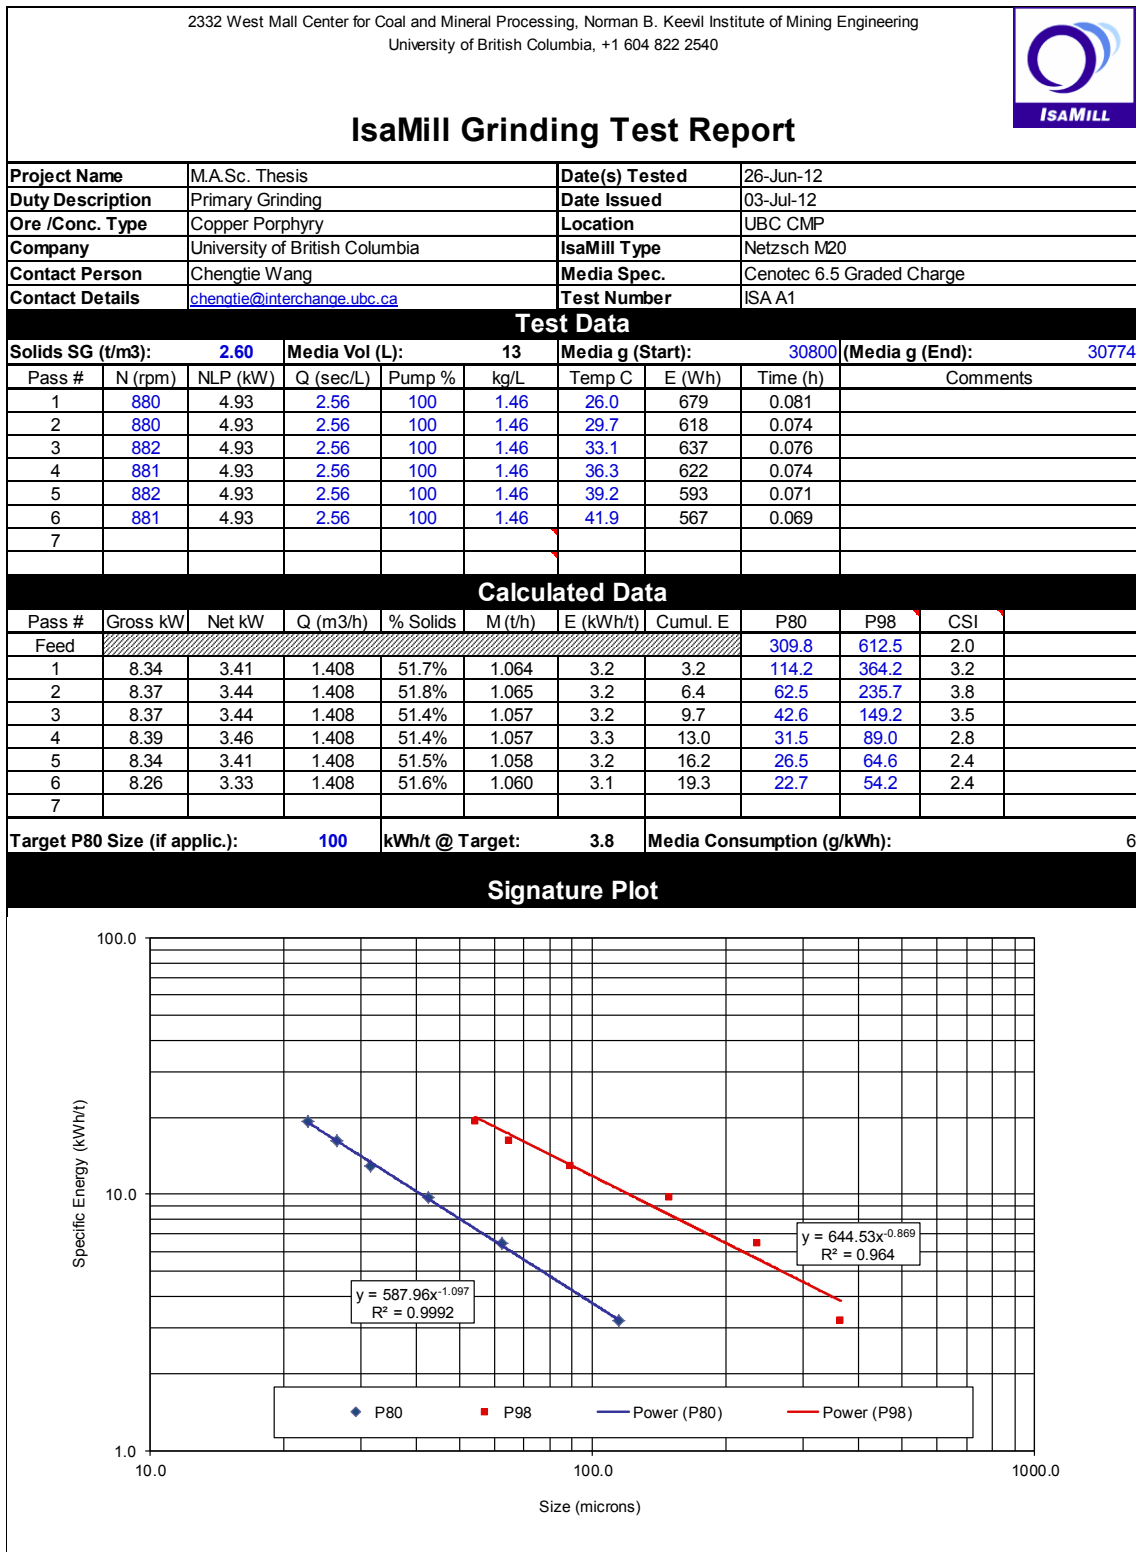 2332 West Mall Center for Coal and Mineral Processing, Norman B. Keevil Institute of Mining Engineering
University of British Columbia, +1 604 822 2540
ISAMILL
IsaMill Grinding Test Report
Project Name M.A.Sc. Thesis Date(s) Tested 26-Jun-12
Duty Description Primary Grinding Date Issued 03-Jul-12
Ore /Conc. Type Copper Porphyry Location UBC CMP
Company University of British Columbia IsaMill Type Netzsch M20
Contact Person Chengtie Wang Media Spec. Cenotec 6.5 Graded Charge
Contact Details chengtie@interchange.ubc.ca Test Number ISA A1
Test Data
Solids SG (t/m3): 2.60 Media Vol (L): 13 Media g (Start): 30800 (Media g (End): 30774
Pass # N (rpm) NLP (kW) Q (sec/L) Pump % kg/L Temp C E (Wh) Time (h) Comments
1 880 4.93 2.56 100 1.46 26.0 679 0.081
2 880 4.93 2.56 100 1.46 29.7 618 0.074
3 882 4.93 2.56 100 1.46 33.1 637 0.076
4 881 4.93 2.56 100 1.46 36.3 622 0.074
5 882 4.93 2.56 100 1.46 39.2 593 0.071
6 881 4.93 2.56 100 1.46 41.9 567 0.069
7
Calculated Data
Pass # Gross kW Net kW Q (m3/h) % Solids M (t/h) E (kWh/t) Cumul. E P80 P98 CSI
Feed 309.8 612.5 2.0
1 8.34 3.41 1.408 51.7% 1.064 3.2 3.2 114.2 364.2 3.2
2 8.37 3.44 1.408 51.8% 1.065 3.2 6.4 62.5 235.7 3.8
3 8.37 3.44 1.408 51.4% 1.057 3.2 9.7 42.6 149.2 3.5
4 8.39 3.46 1.408 51.4% 1.057 3.3 13.0 31.5 89.0 2.8
5 8.34 3.41 1.408 51.5% 1.058 3.2 16.2 26.5 64.6 2.4
6 8.26 3.33 1.408 51.6% 1.060 3.1 19.3 22.7 54.2 2.4
7
Target P80 Size (if applic.): 100 kWh/t @ Target: 3.8 Media Consumption (g/kWh): 6
Signature Plot
100.0
Specific Energy (kWh/t)
10.0
y = 644.53x^-0.869
R² = 0.964
y = 587.96x^-1.097
R² = 0.9992
P80 P98 Power (P80) Power (P98)
1.0
10.0 100.0 1000.0
Size (microns)